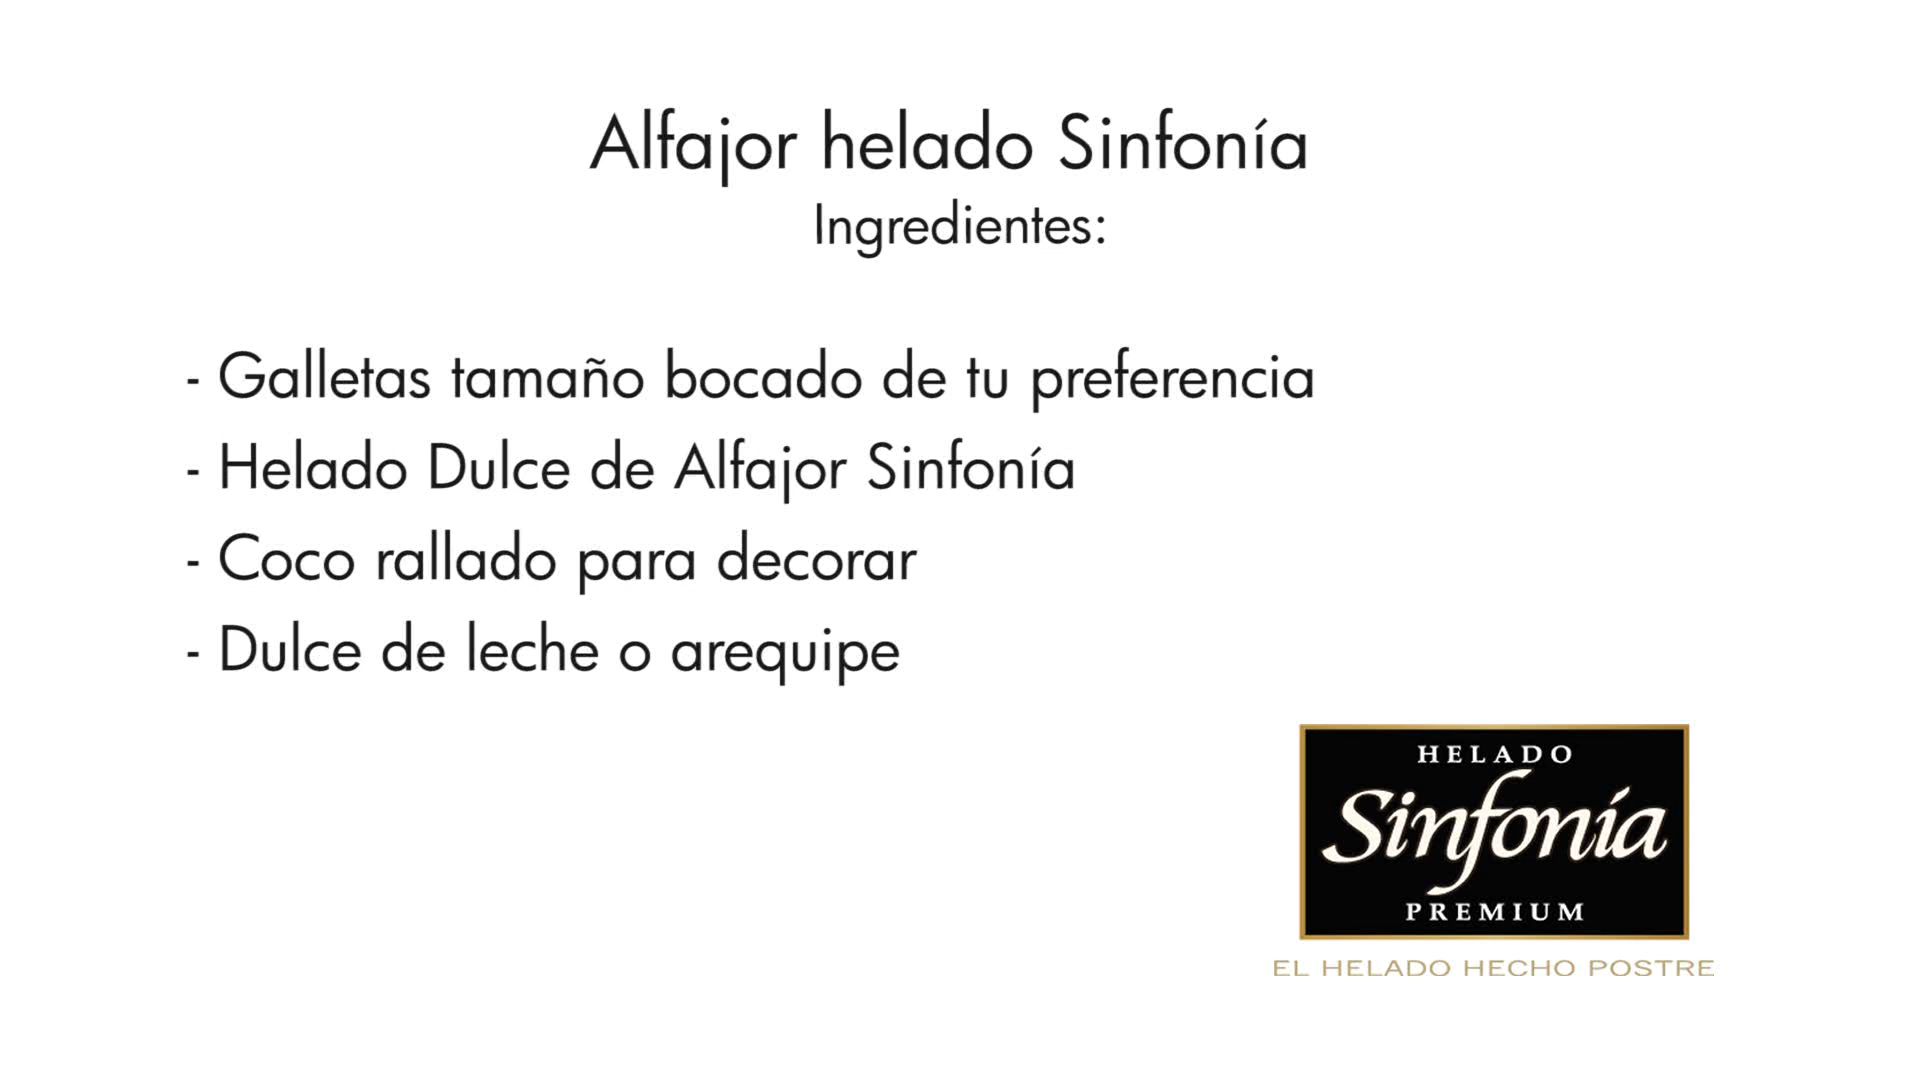 Alfajor helado Sinfonía
Ingredientes:
- Galletas tamaño bocado de tu preferencia
- Helado Dulce de Alfajor Sinfonía
- Coco rallado para decorar
- Dulce de leche o arequipe
HELADO
Sinfonía
PREMIUM
EL HELADO HECHO POSTRE